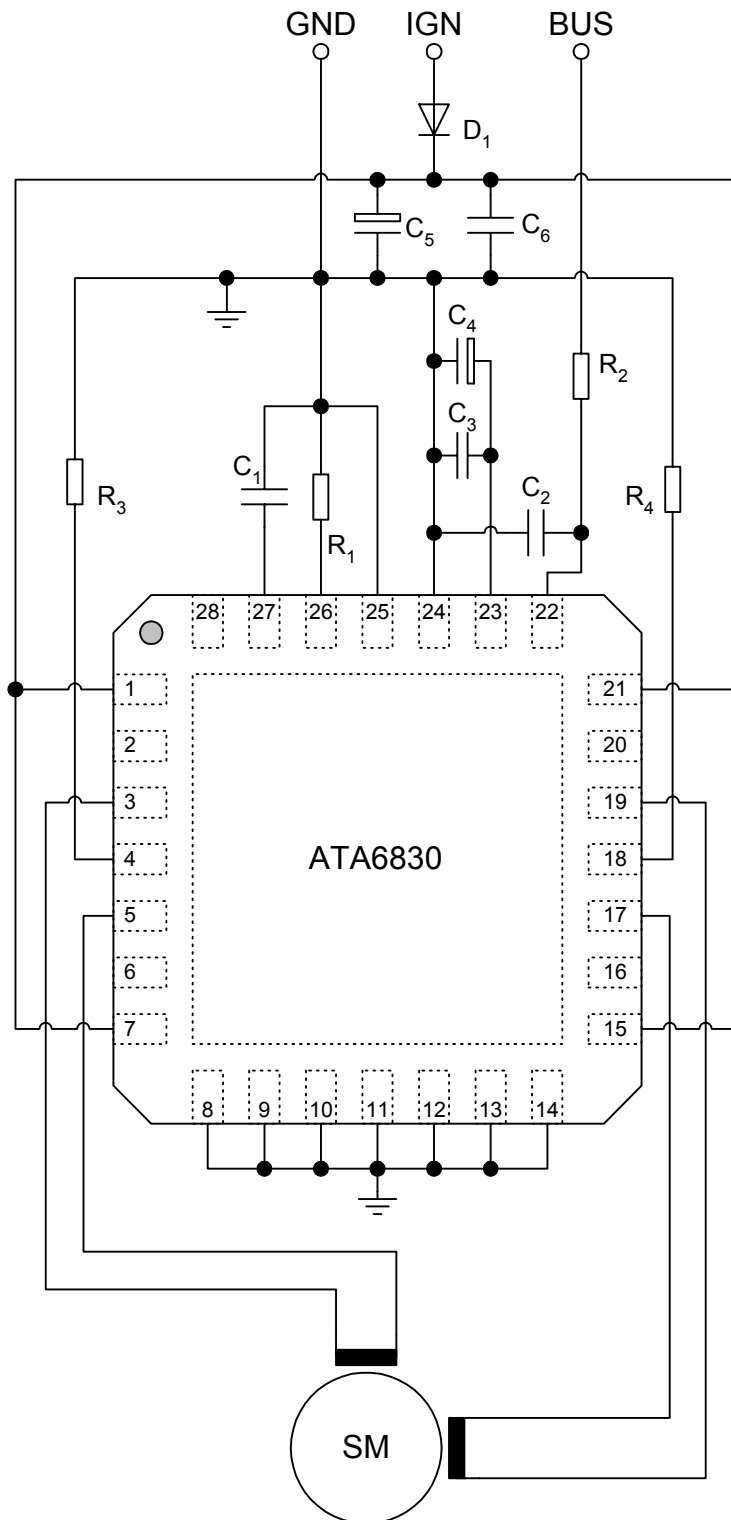 GND IGN BUS
D1
C5 C6
C4
R2
C3
C1 C2
R3 R4
R1
28 27 26 25 24 23 22
1 21
2 20
3 19
ATA6830
4 18
5 17
6 16
7 15
8 9 10 11 12 13 14
SM